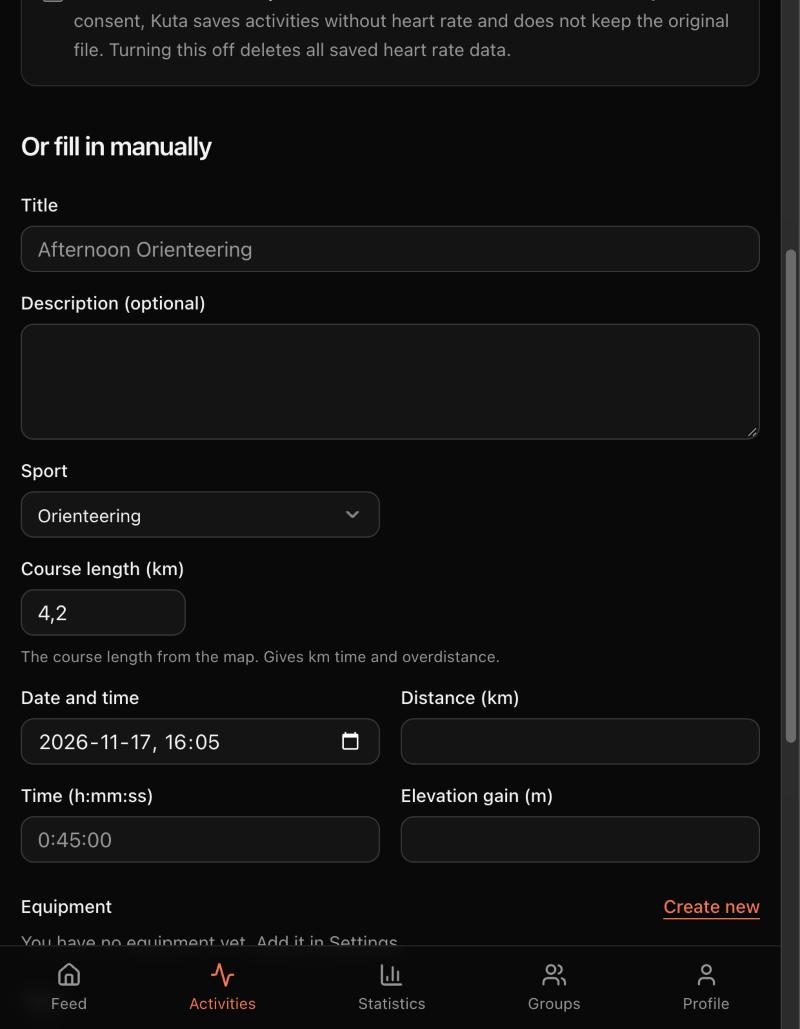 consent, Kuta saves activities without heart rate and does not keep the original
file. Turning this off deletes all saved heart rate data.
Or fill in manually
Title
Afternoon Orienteering
Description (optional)
Sport
Orienteering
Course length (km)
4,2
The course length from the map. Gives km time and overdistance.
Date and time
Distance (km)
2026-11-17, 16:05
Time (h:mm:ss)
Elevation gain (m)
0:45:00
Equipment
Create new
You have no equipment yet. Add it in Settings
Feed
Activities
Statistics
Groups
Profile